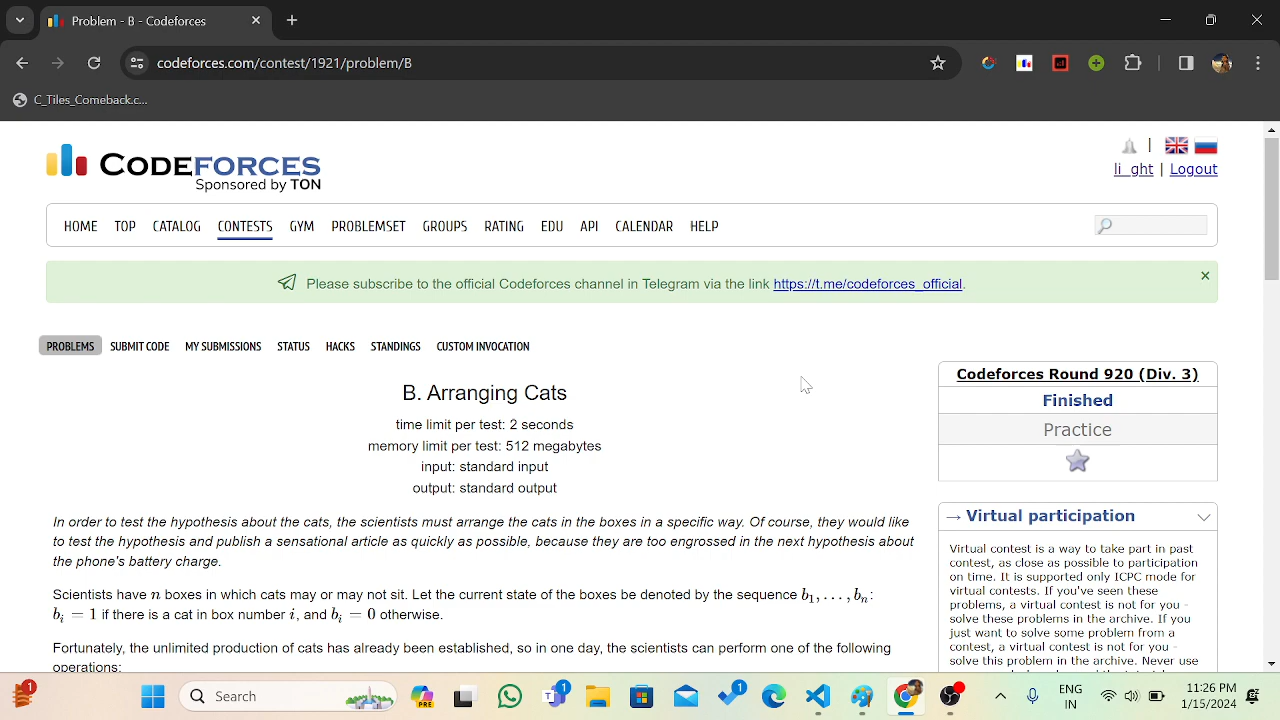 Problem - B - Codeforces
codeforces.com/contest/1921/problem/B
C_Tiles_Comeback.c...
CODEFORCES
Sponsored by TON
li_ght | Logout
HOME TOP CATALOG CONTESTS GYM PROBLEMSET GROUPS RATING EDU API CALENDAR HELP
Please subscribe to the official Codeforces channel in Telegram via the link https://t.me/codeforces_official.
PROBLEMS SUBMIT CODE MY SUBMISSIONS STATUS HACKS STANDINGS CUSTOM INVOCATION
B. Arranging Cats
time limit per test: 2 seconds
memory limit per test: 512 megabytes
input: standard input
output: standard output
In order to test the hypothesis about the cats, the scientists must arrange the cats in the boxes in a specific way. Of course, they would like
to test the hypothesis and publish a sensational article as quickly as possible, because they are too engrossed in the next hypothesis about
the phone's battery charge.
Scientists have n boxes in which cats may or may not sit. Let the current state of the boxes be denoted by the sequence b₁, . . . , bₙ:
bᵢ = 1 if there is a cat in box number i, and bᵢ = 0 otherwise.
Fortunately, the unlimited production of cats has already been established, so in one day, the scientists can perform one of the following
operations:
Codeforces Round 920 (Div. 3)
Finished
Practice
→ Virtual participation
Virtual contest is a way to take part in past
contest, as close as possible to participation
on time. It is supported only ICPC mode for
virtual contests. If you've seen these
problems, a virtual contest is not for you -
solve these problems in the archive. If you
just want to solve some problem from a
contest, a virtual contest is not for you -
solve this problem in the archive. Never use
1
Search
PRE
1
1
ENG
IN
11:26 PM
1/15/2024